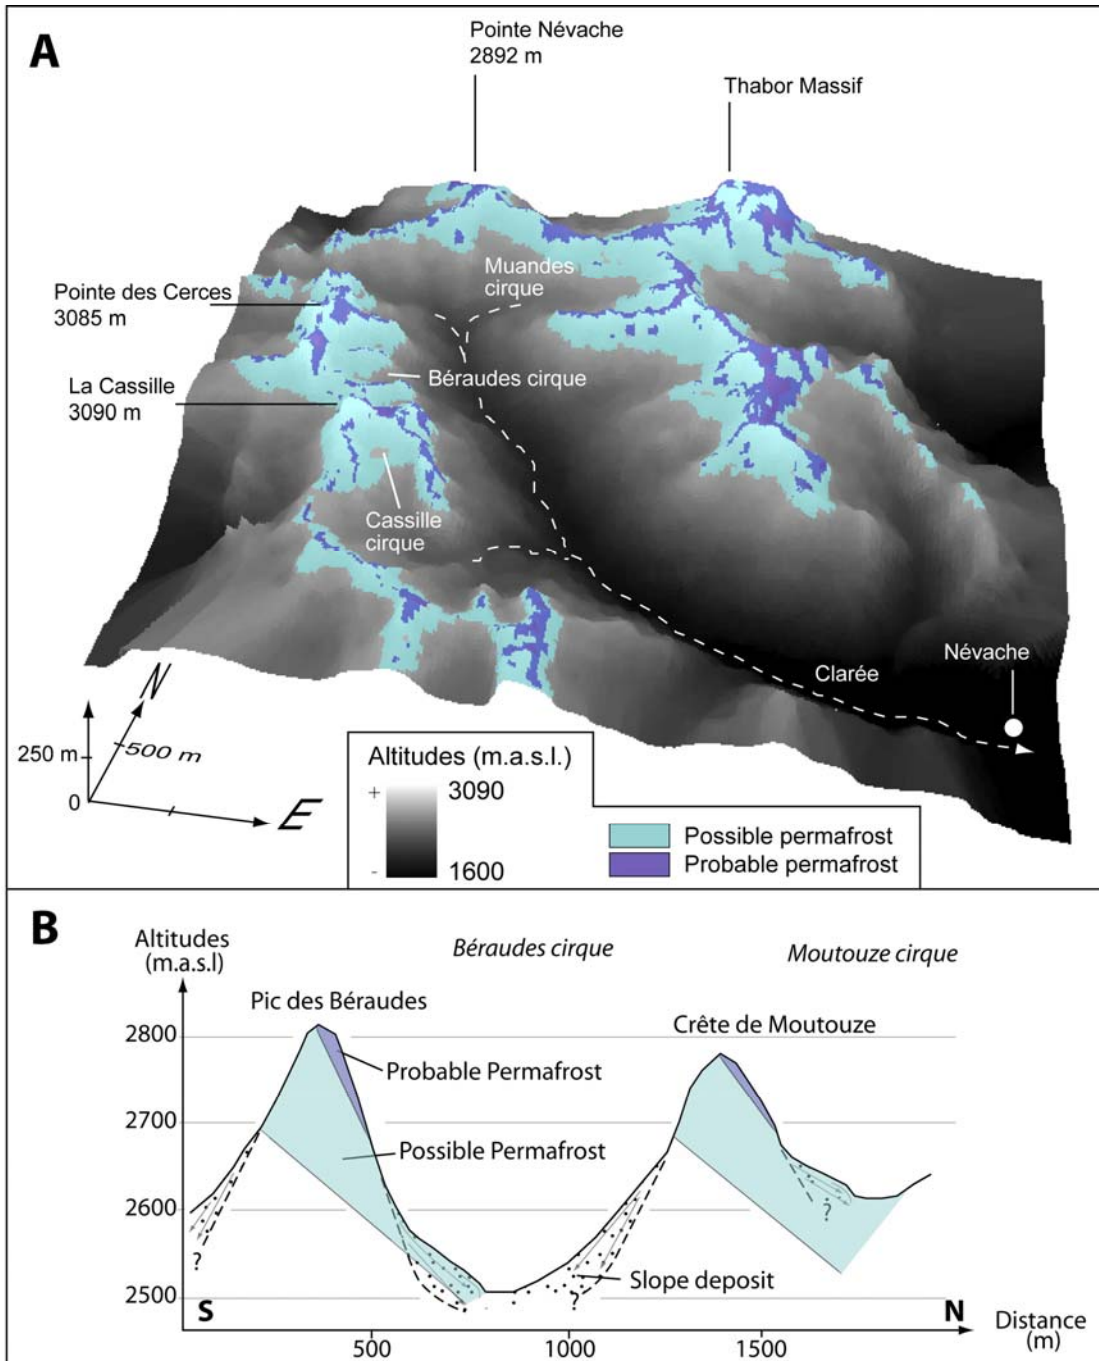 A
Pointe Névache
2892 m
Thabor Massif
Muandes
cirque
Pointe des Cerces
3085 m
Béraudes cirque
La Cassille
3090 m
Cassille
cirque
Névache
Clarée
N
500 m
250 m
0
E
Altitudes (m.a.s.l.)
+ 3090
- 1600
Possible permafrost
Probable permafrost
B
Altitudes
(m.a.s.l)
Béraudes cirque
Moutouze cirque
Pic des Béraudes
Crête de Moutouze
2800
Probable Permafrost
2700
Possible Permafrost
2600
?
?
Slope deposit
2500
?
S
N
Distance
(m)
500
1000
1500